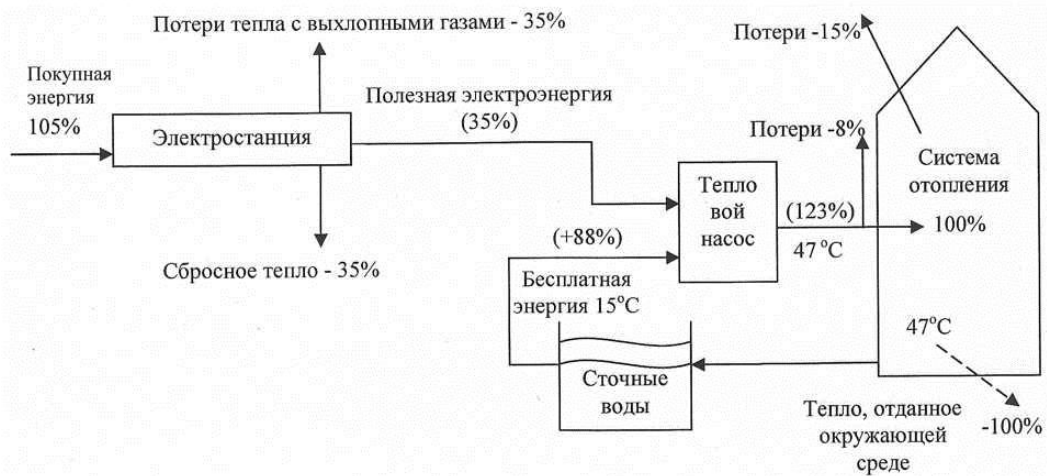 Потери тепла с выхлопными газами - 35%
Покупная
энергия
105%
Электростанция
Полезная электроэнергия
(35%)
Сбросное тепло - 35%
Потери -15%
Потери -8%
Система
отопления
100%
Тепло
вой
насос
(123%)
47 °С
(+88%)
Бесплатная
энергия 15°С
Сточные
воды
47°С
Тепло, отданное
окружающей
среде
-100%